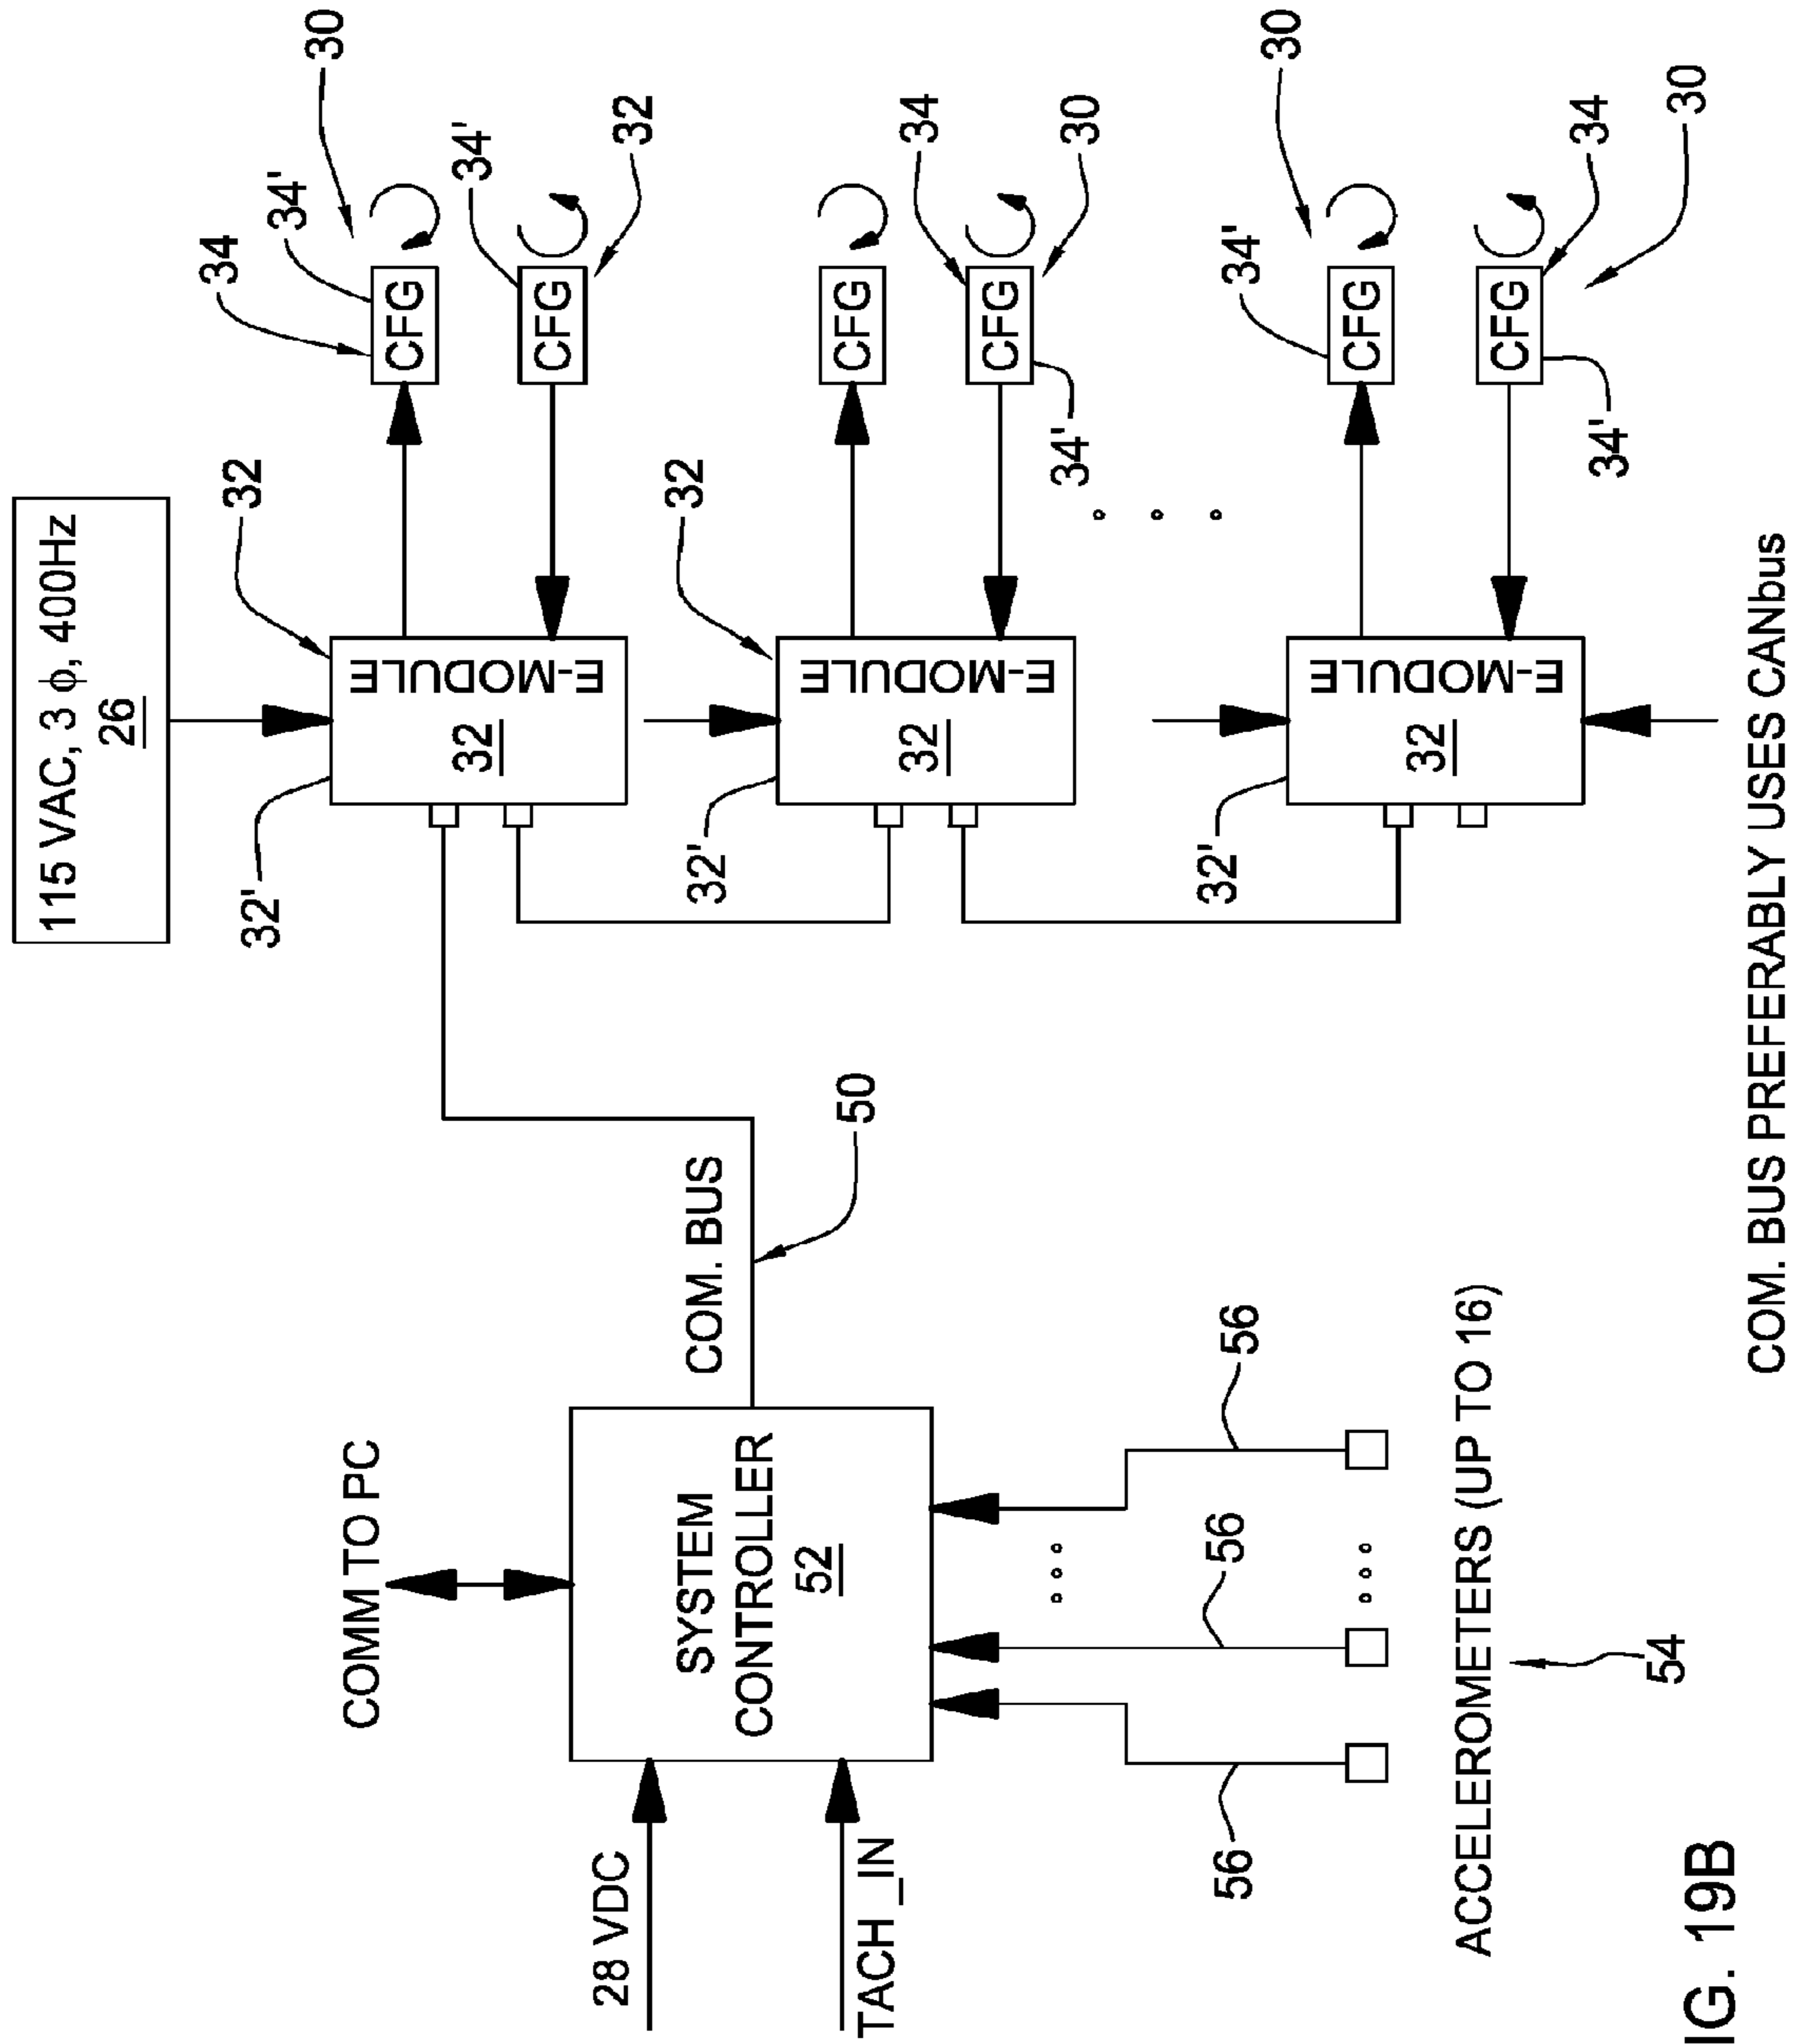 115 VAC, 3 ϕ, 400Hz
26
32'
32
E-MODULE
32
34
34'
30
CFG
34'
CFG
32
32'
32
E-MODULE
32
CFG
34
CFG
34'
30
32'
E-MODULE
32
34'
30
CFG
CFG
34'
34
30
COMM TO PC
COM. BUS
50
28 VDC
TACH_IN
SYSTEM
CONTROLLER
52
56
56
56
ACCELEROMETERS (UP TO 16)
54
COM. BUS PREFERABLY USES CANbus
IG. 19B